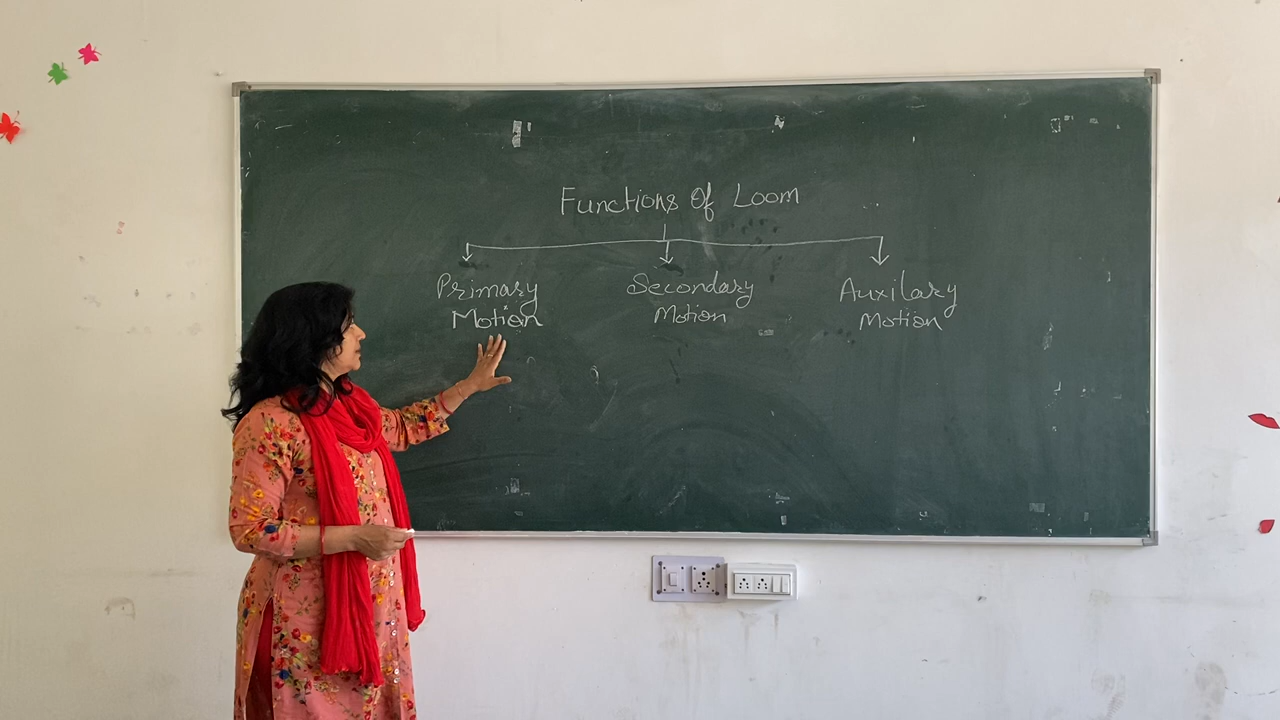 Functions Of Loom
Primary
Motion
Secondary
Motion
Auxilary
Motion